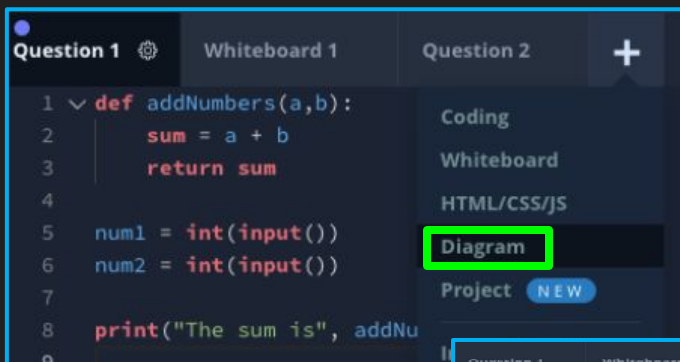 Question 1 Whiteboard 1 Question 2 +
1 def addNumbers(a,b):
Coding
2 sum = a + b
Whiteboard
3 return sum
4
HTML/CSS/JS
5 num1 = int(input())
Diagram
6 num2 = int(input())
Project NEW
7
8 print("The sum is", addNu